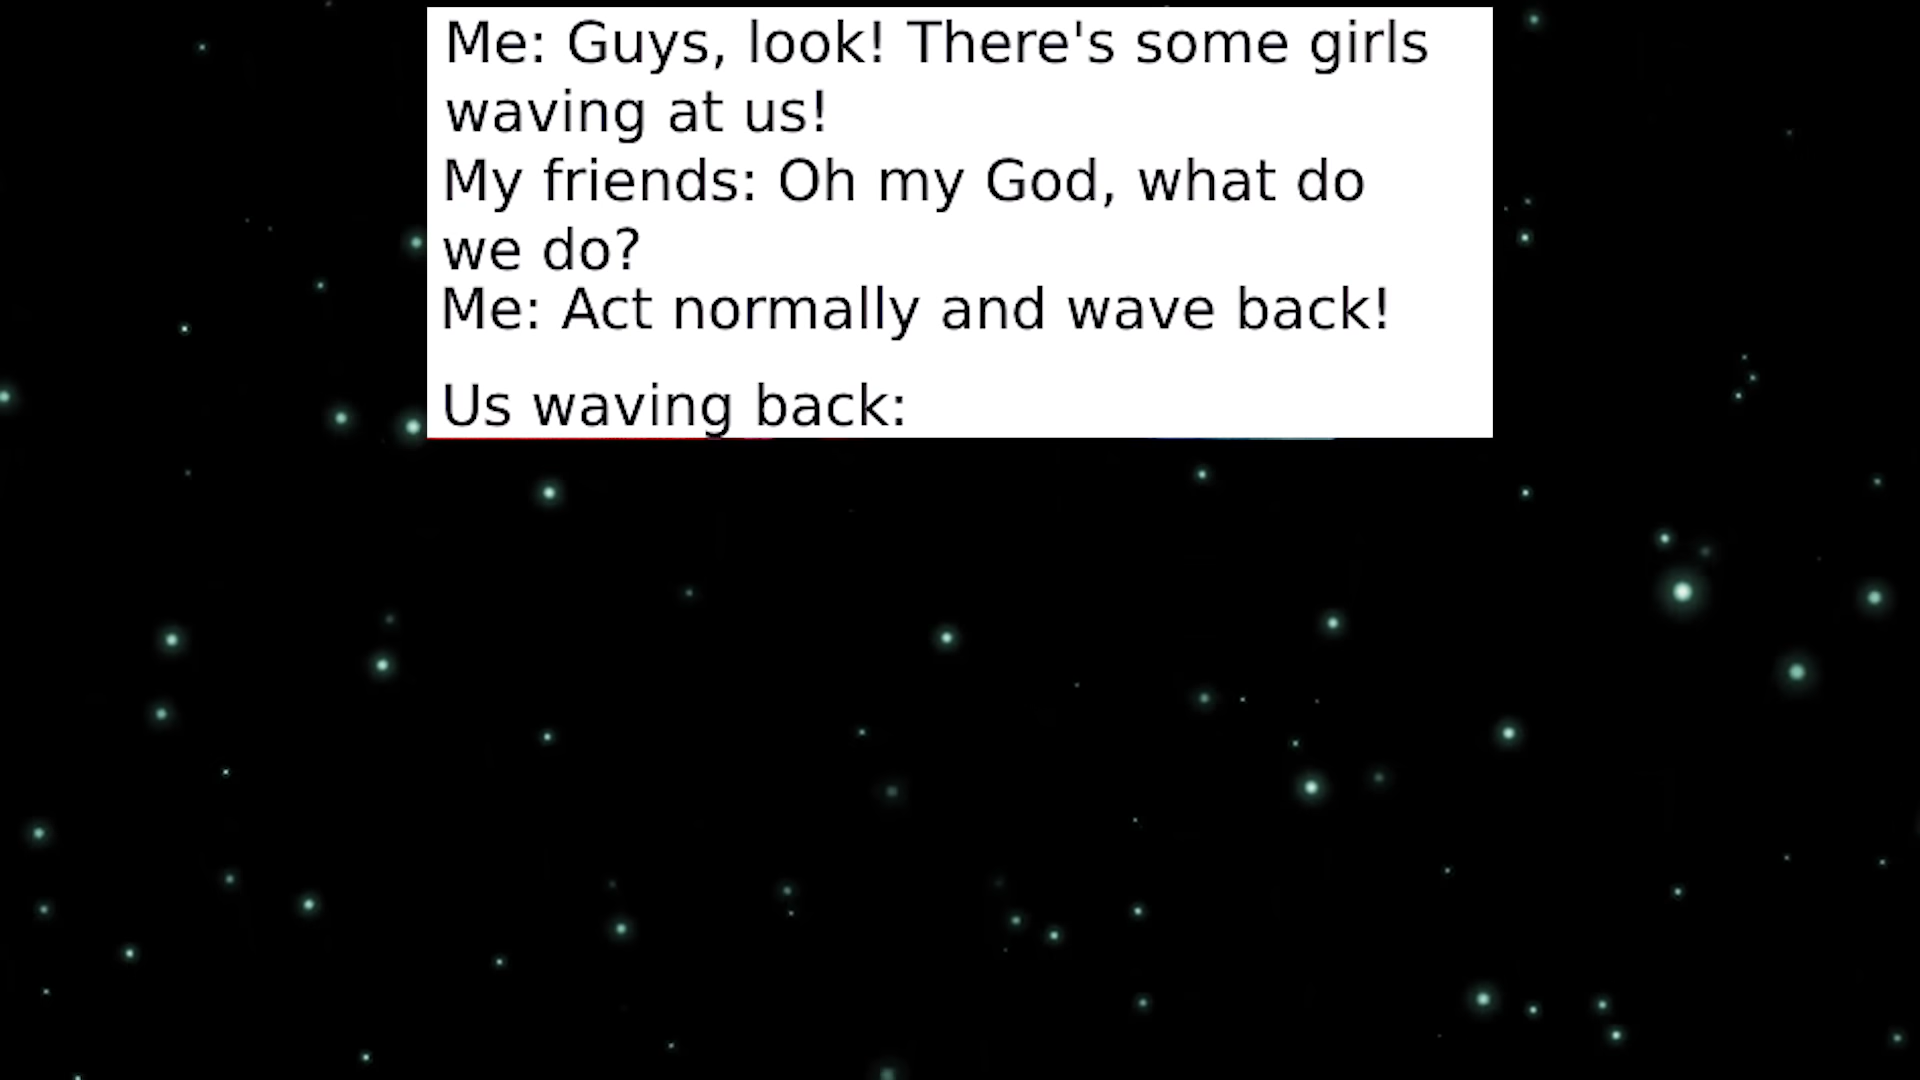 Me: Guys, look! There's some girls
waving at us!
My friends: Oh my God, what do
we do?
Me: Act normally and wave back!
Us waving back: